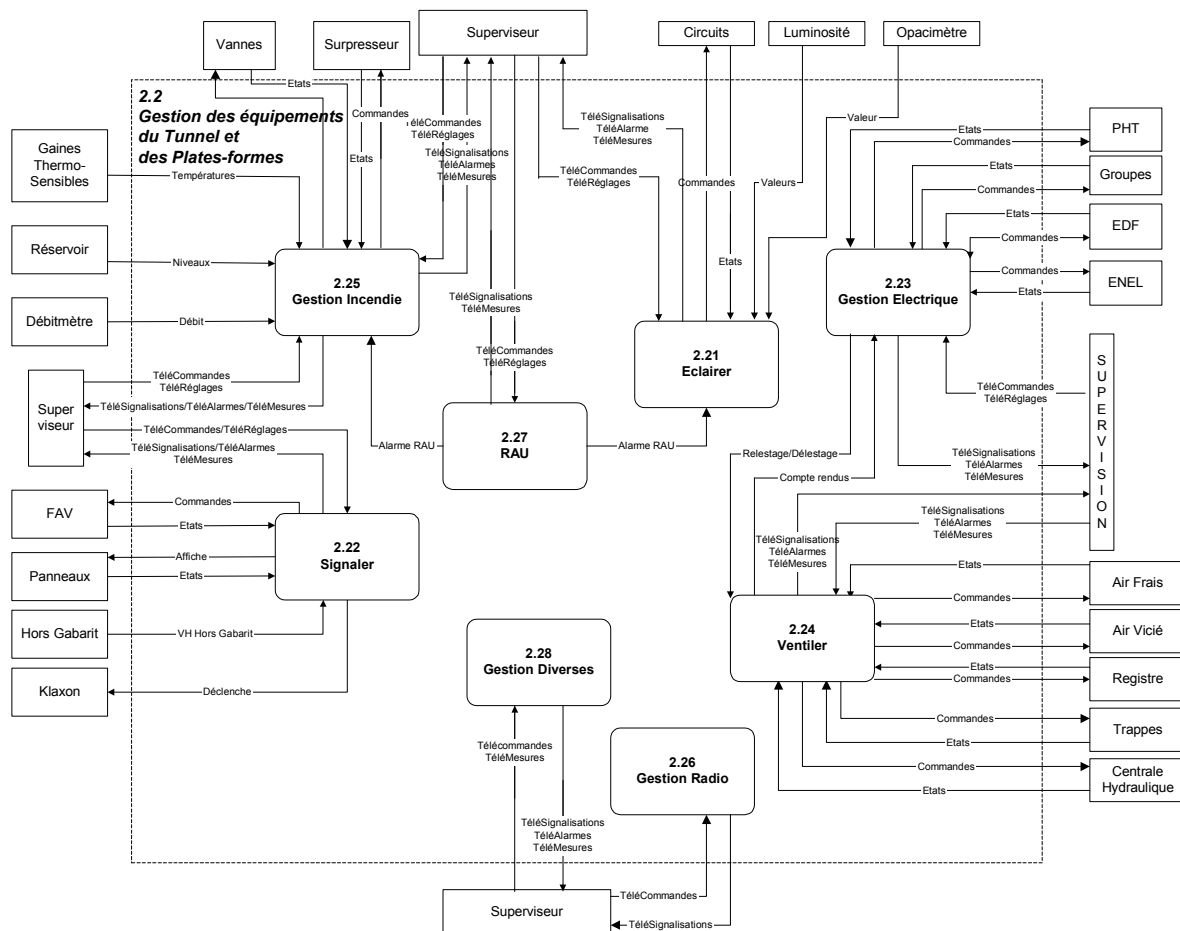 Vannes
Surpresseur
Superviseur
Circuits
Luminosité
Opacimètre
2.2
Gestion des équipements
du Tunnel et
des Plates-formes
Etats
Commandes
Etats
TéléCommandes
TéléRéglages
TéléSignalisations
TéléAlarmes
TéléMesures
TéléSignalisations
TéléAlarme
TéléMesures
TéléCommandes
TéléRéglages
Commandes
Etats
Valeurs
Valeur
Gaines
Thermo-
Sensibles
Températures
Réservoir
Niveaux
Débitmètre
Débit
2.25
Gestion Incendie
TéléSignalisations
TéléMesures
TéléCommandes
TéléRéglages
2.21
Eclairer
2.23
Gestion Electrique
Etats
Commandes
PHT
Etats
Commandes
Groupes
Etats
Commandes
EDF
Commandes
Etats
ENEL
Super
viseur
TéléCommandes
TéléRéglages
TéléSignalisations/TéléAlarmes/TéléMesures
TéléCommandes/TéléRéglages
TéléSignalisations/TéléAlarmes
TéléMesures
Alarme RAU
2.27
RAU
Alarme RAU
Relestage/Délestage
Compte rendus
TéléCommandes
TéléRéglages
TéléSignalisations
TéléAlarmes
TéléMesures
TéléSignalisations
TéléAlarmes
TéléMesures
TéléSignalisations
TéléAlarmes
TéléMesures
S
U
P
E
R
V
I
S
I
O
N
FAV
Commandes
Etats
Panneaux
Affiche
Etats
2.22
Signaler
Hors Gabarit
VH Hors Gabarit
Klaxon
Déclenche
2.24
Ventiler
Etats
Commandes
Air Frais
Etats
Commandes
Air Vicié
Etats
Commandes
Registre
Commandes
Etats
Trappes
Commandes
Etats
Centrale
Hydraulique
2.28
Gestion Diverses
Télécommandes
TéléMesures
TéléSignalisations
TéléAlarmes
TéléMesures
2.26
Gestion Radio
Superviseur
TéléCommandes
TéléSignalisations